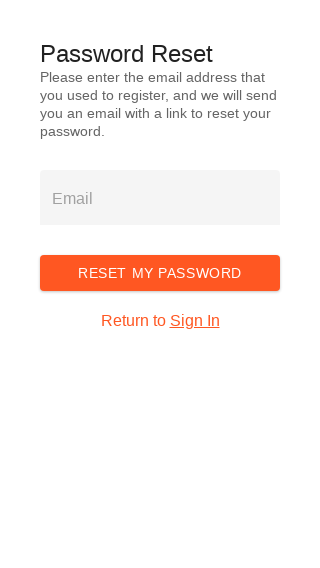 Password Reset
Please enter the email address that
you used to register, and we will send
you an email with a link to reset your
password.
Email
RESET MY PASSWORD
Return to Sign In